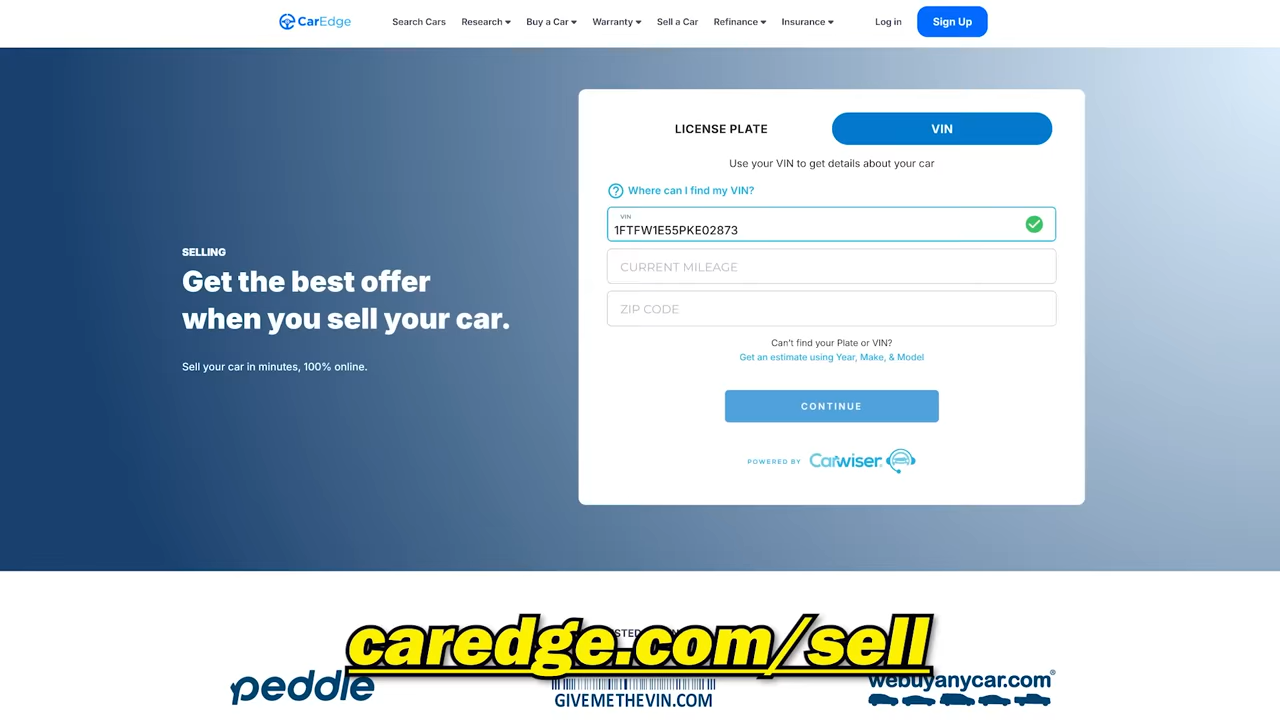 CarEdge
Search Cars Research Buy a Car Warranty Sell a Car Refinance Insurance Log in Sign Up
LICENSE PLATE VIN
Use your VIN to get details about your car
Where can I find my VIN?
VIN
1FTFW1E55PKE02873
CURRENT MILEAGE
ZIP CODE
Can't find your Plate or VIN?
Get an estimate using Year, Make, & Model
CONTINUE
POWERED BY Carwiser
SELLING
Get the best offer
when you sell your car.
Sell your car in minutes, 100% online.
caredge.com/sell
peddle
GIVEMETHEVIN.COM
webuyanycar.com